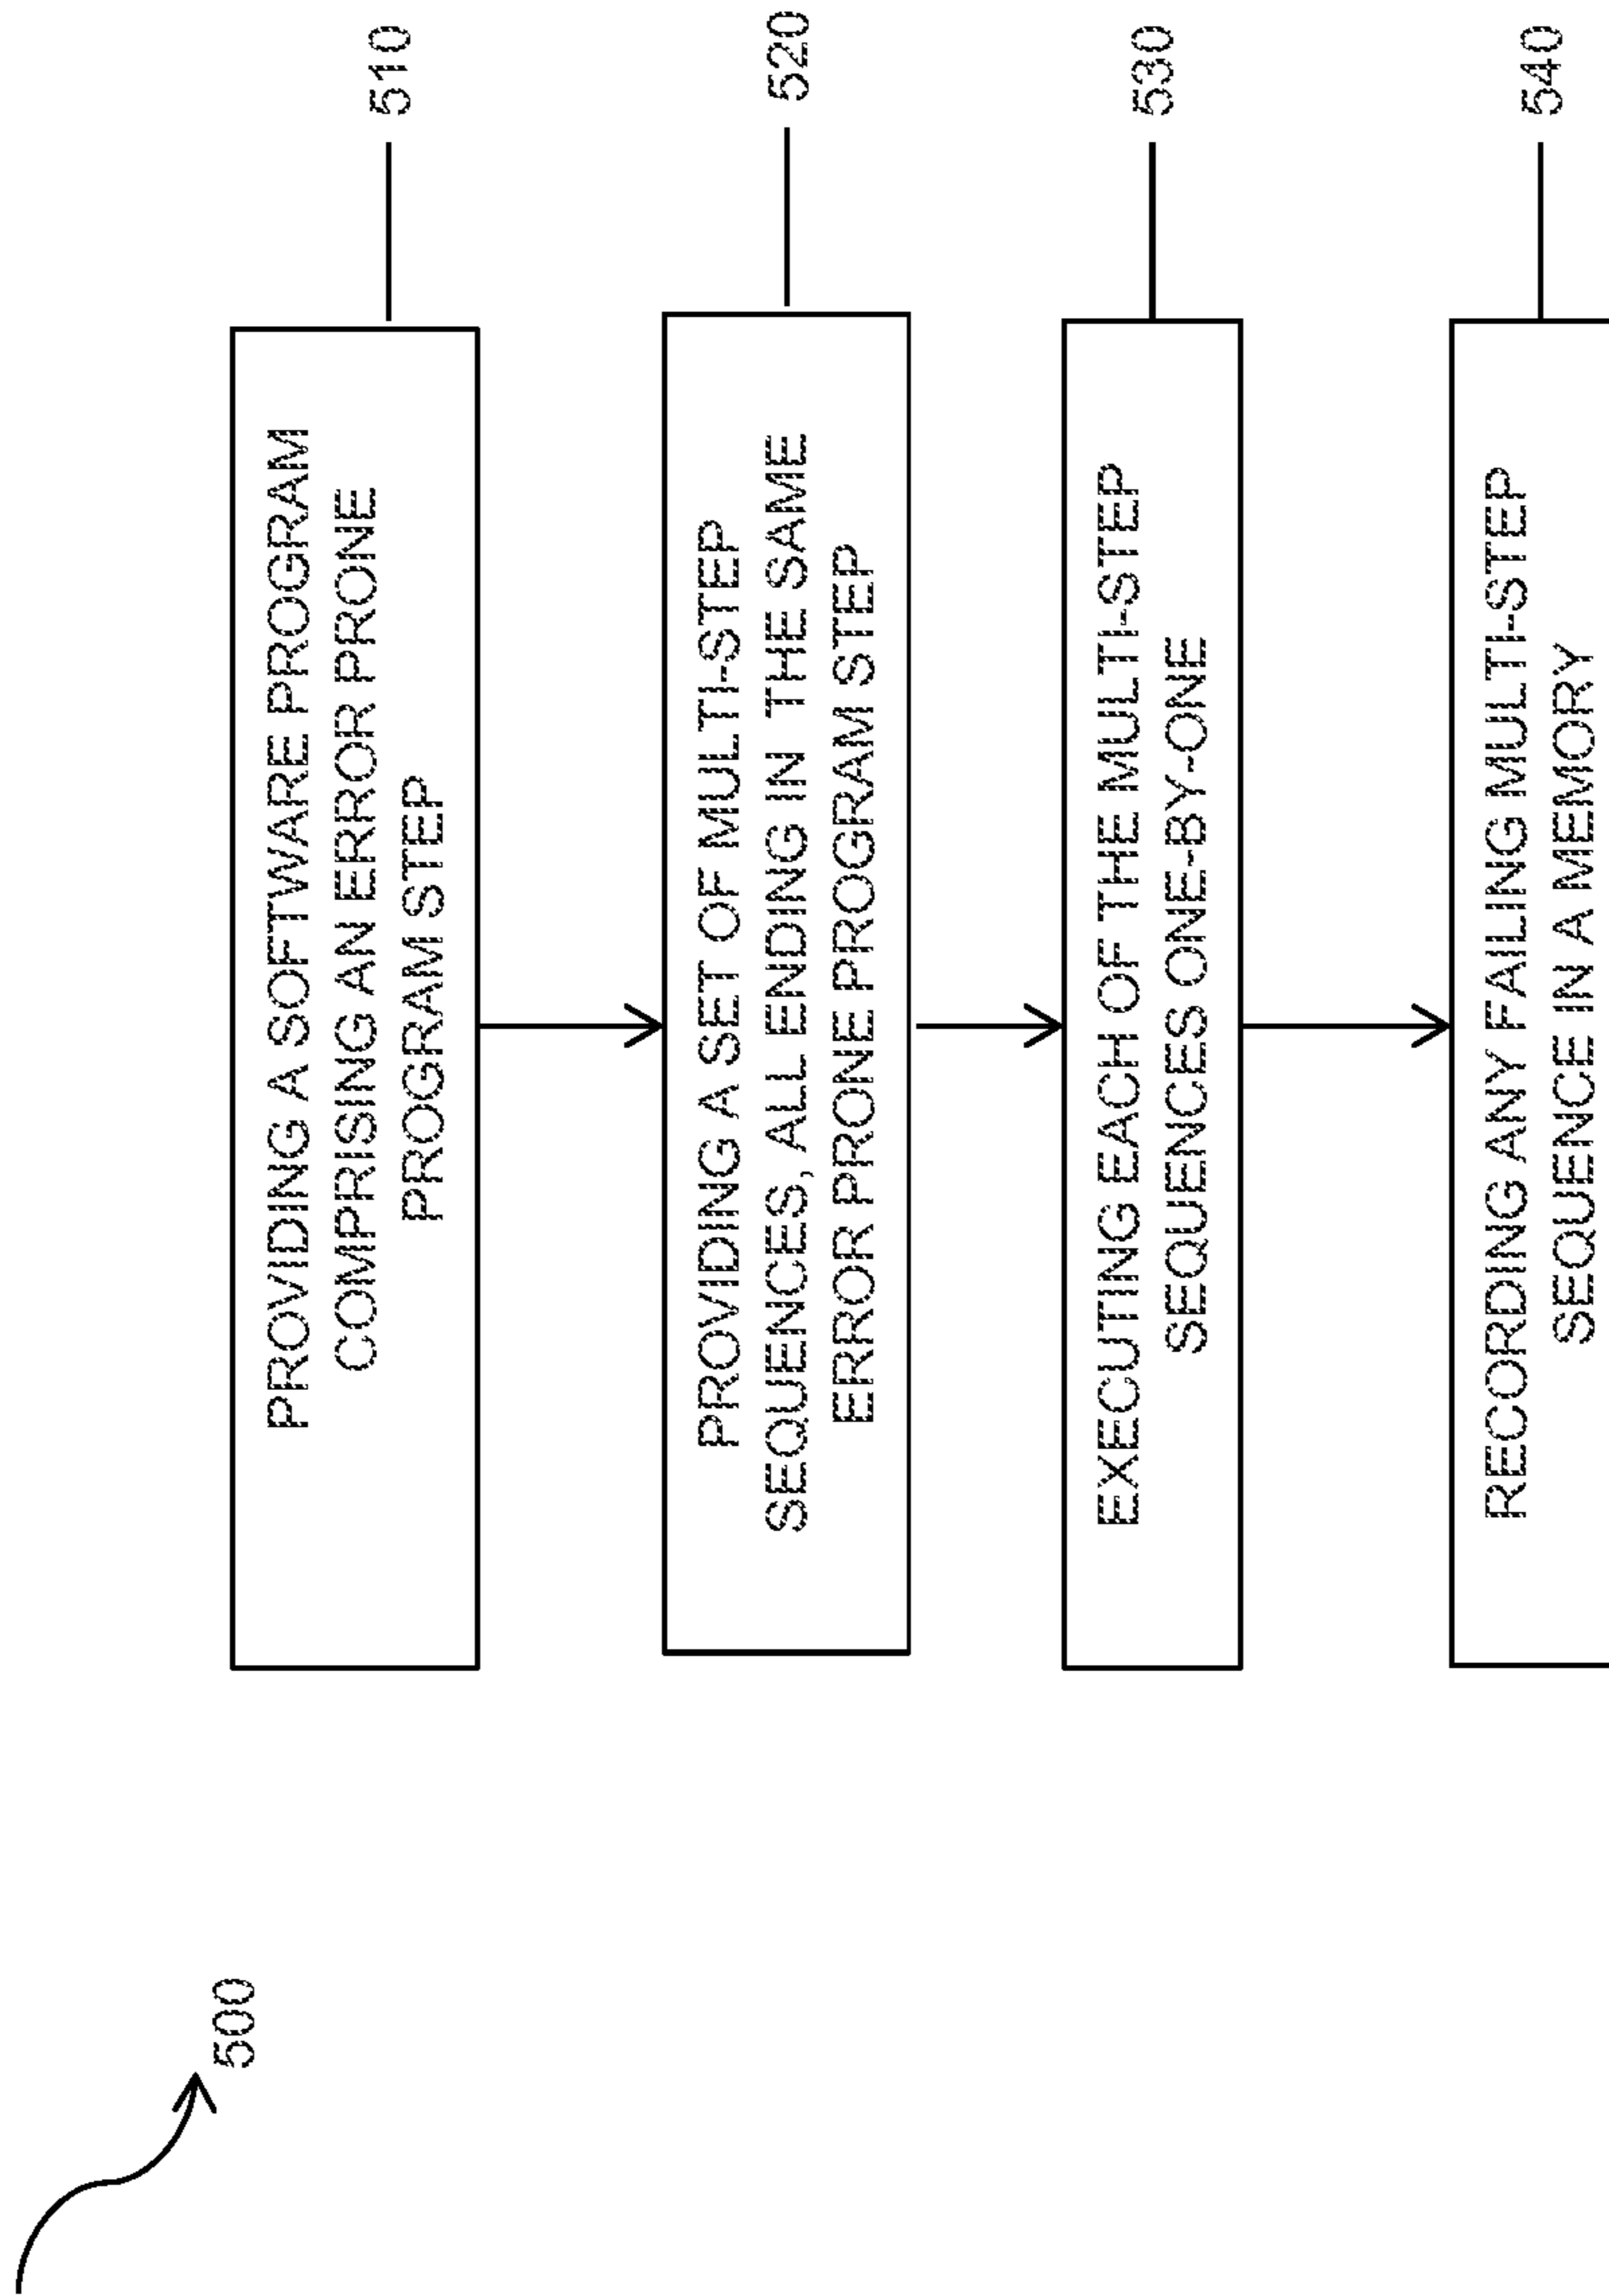 500
PROVIDING A SOFTWARE PROGRAM
COMPRISING AN ERROR PRONE
PROGRAM STEP
510
PROVIDING A SET OF MULTI-STEP
SEQUENCES, ALL ENDING IN THE SAME
ERROR PRONE PROGRAM STEP
520
EXECUTING EACH OF THE MULTI-STEP
SEQUENCES ONE-BY-ONE
530
RECORDING ANY FAILING MULTI-STEP
SEQUENCE IN A MEMORY
540